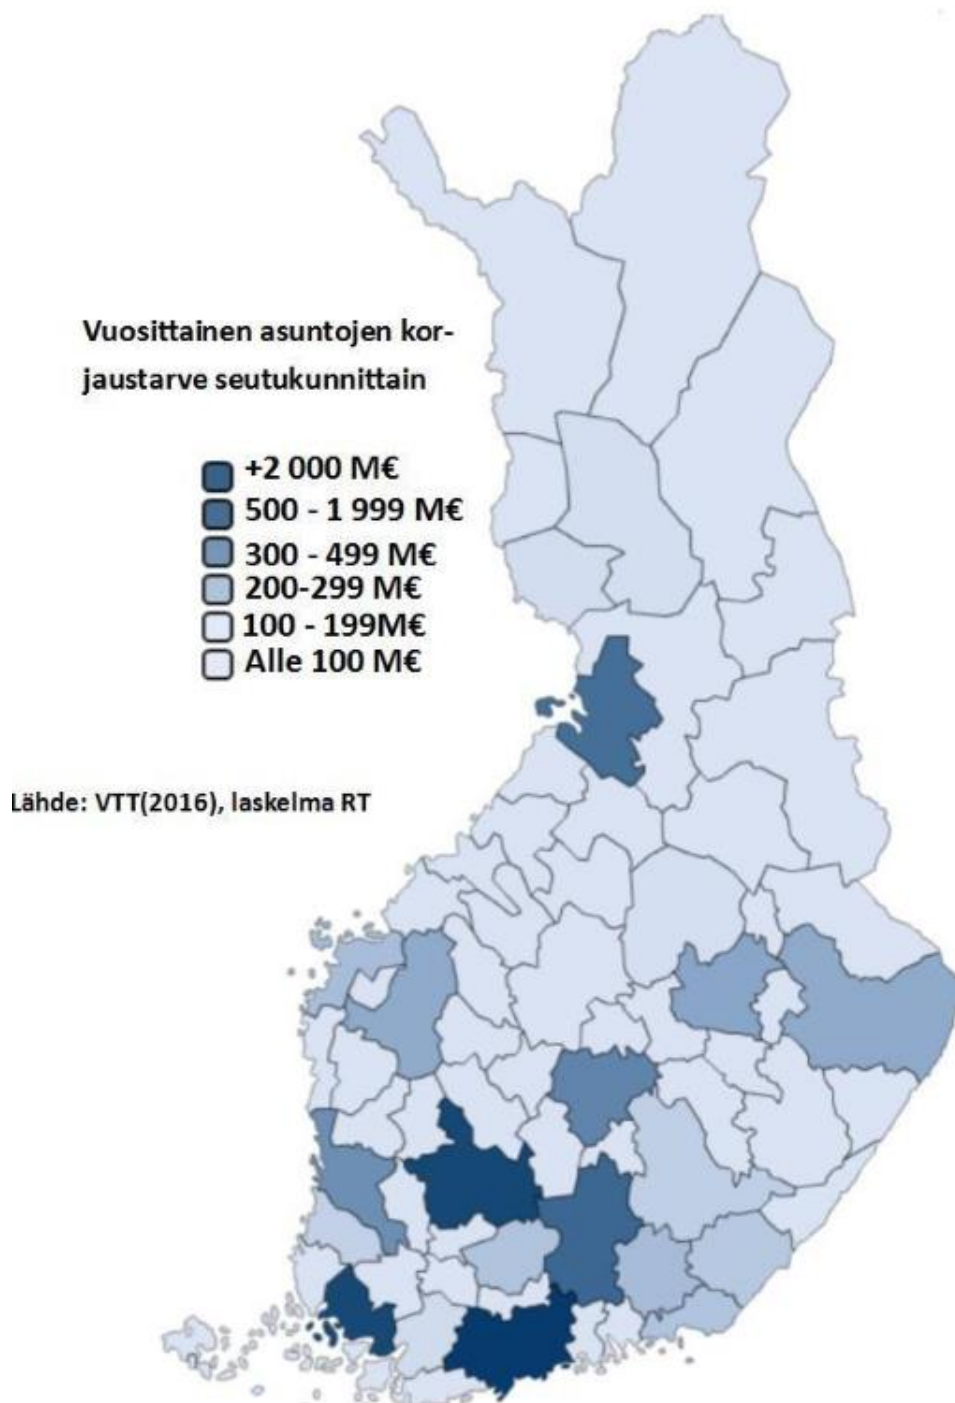 Vuosittainen asuntojen kor-
jaustarve seutukunnittain
+2 000 M€
500 - 1 999 M€
300 - 499 M€
200-299 M€
100 - 199M€
Alle 100 M€
Lähde: VTT(2016), laskelma RT